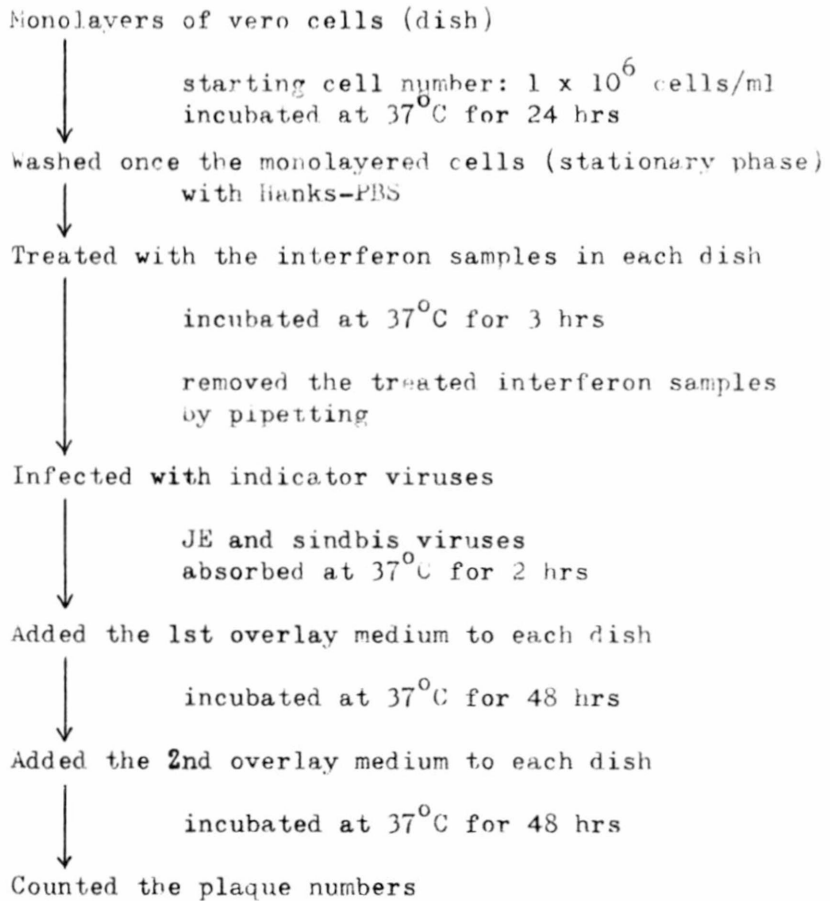 Monolayers of vero cells (dish)
starting cell number: 1 x 10⁶ cells/ml
incubated at 37°C for 24 hrs
Washed once the monolayered cells (stationary phase)
with Hanks-PBS
Treated with the interferon samples in each dish
incubated at 37°C for 3 hrs
removed the treated interferon samples
by pipetting
Infected with indicator viruses
JE and sindbis viruses
absorbed at 37°C for 2 hrs
Added the 1st overlay medium to each dish
incubated at 37°C for 48 hrs
Added the 2nd overlay medium to each dish
incubated at 37°C for 48 hrs
Counted the plaque numbers